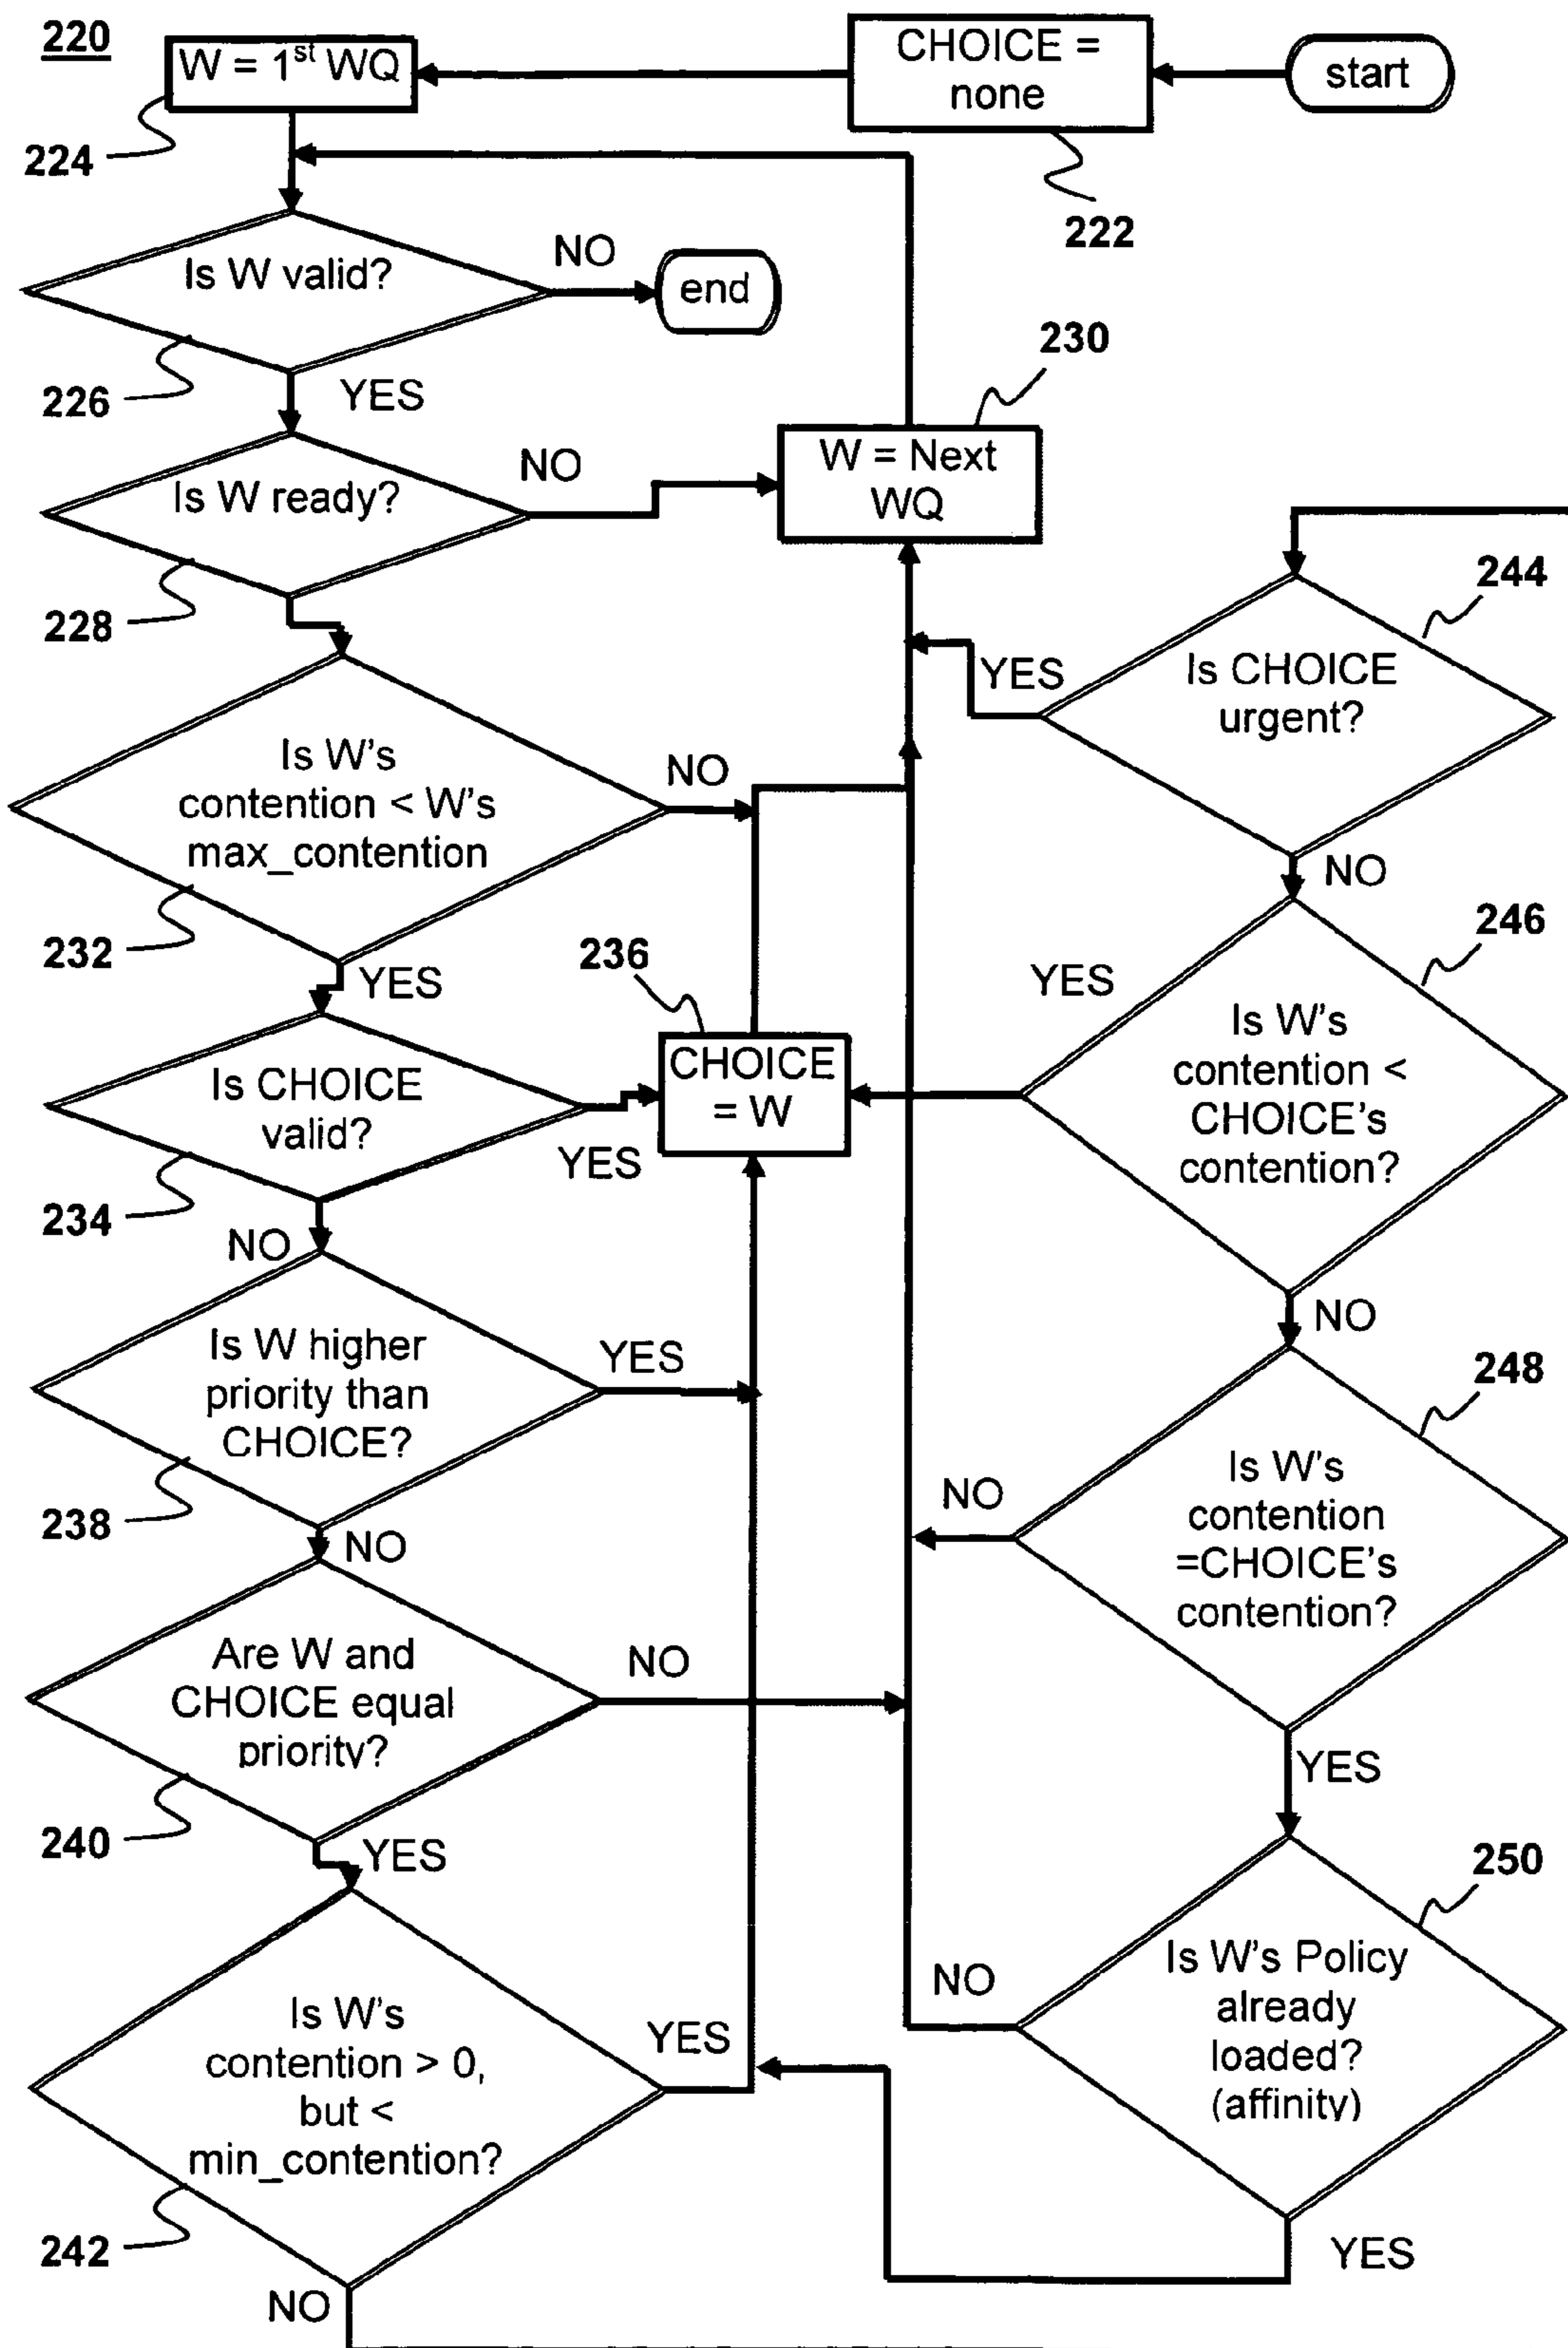 220
W = 1st WQ
CHOICE =
none
start
224
222
Is W valid?
NO
end
226
YES
230
W = Next
WQ
Is W ready?
NO
228
244
Is CHOICE
urgent?
YES
NO
Is W's
contention < W's
max_contention
NO
232
YES
236
CHOICE
= W
246
YES
Is W's
contention <
CHOICE's
contention?
NO
Is CHOICE
valid?
YES
234
NO
Is W higher
priority than
CHOICE?
YES
238
NO
248
Is W's
contention
=CHOICE's
contention?
NO
YES
Are W and
CHOICE equal
priority?
NO
240
YES
250
Is W's Policy
already
loaded?
(affinity)
NO
YES
Is W's
contention > 0,
but <
min_contention?
YES
242
NO